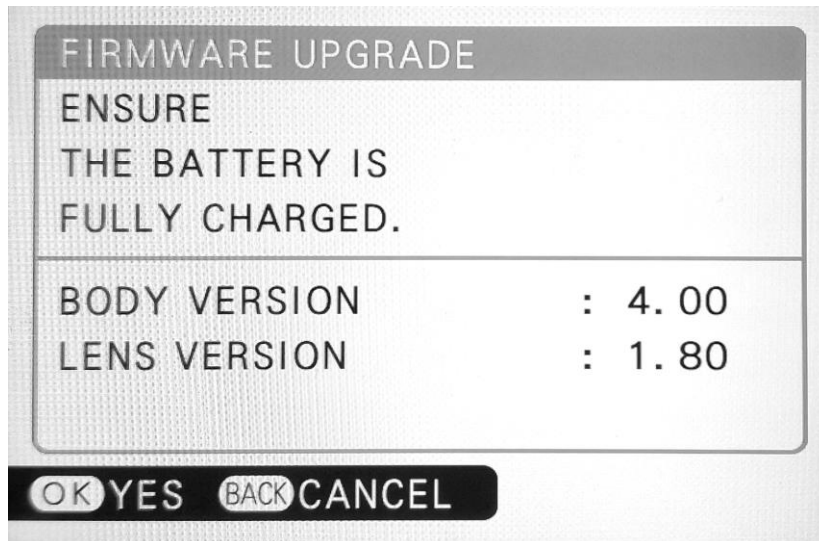 FIRMWARE UPGRADE
ENSURE
THE BATTERY IS
FULLY CHARGED.
BODY VERSION : 4.00
LENS VERSION : 1.80
OK YES BACK CANCEL